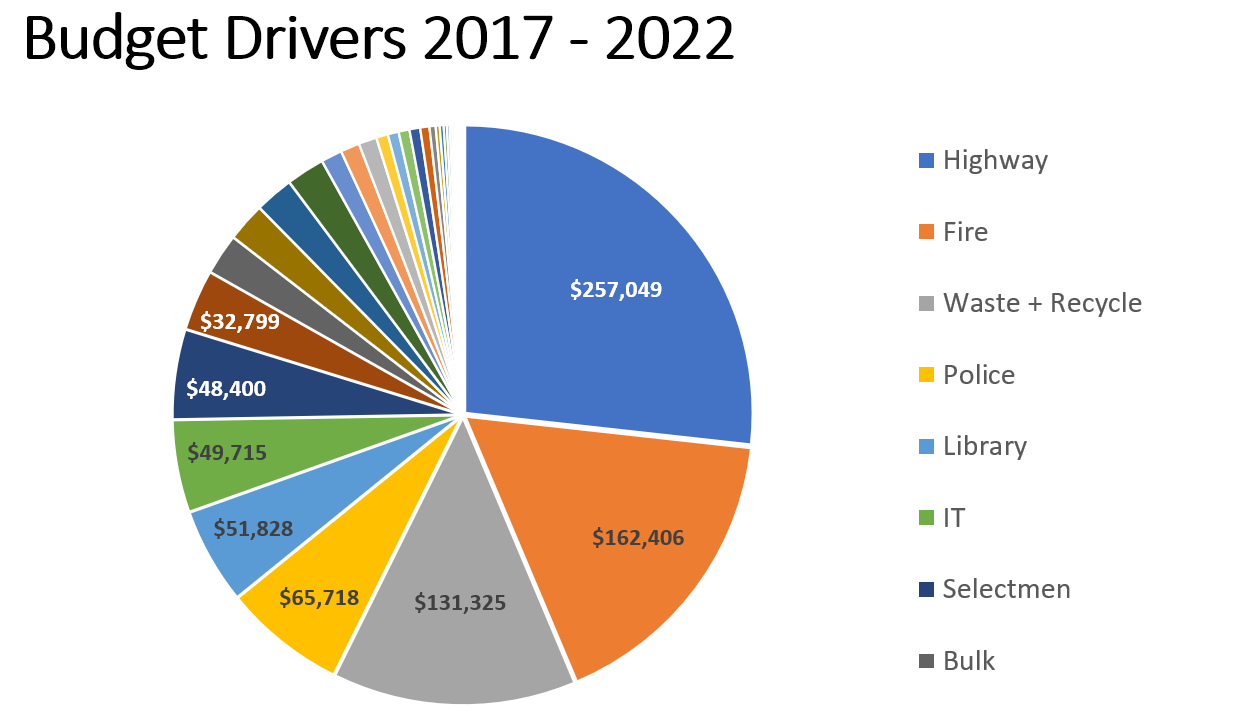 Budget Drivers 2017 - 2022
$257,049
$162,406
$131,325
$65,718
$51,828
$49,715
$48,400
$32,799
Highway
Fire
Waste + Recycle
Police
Library
IT
Selectmen
Bulk